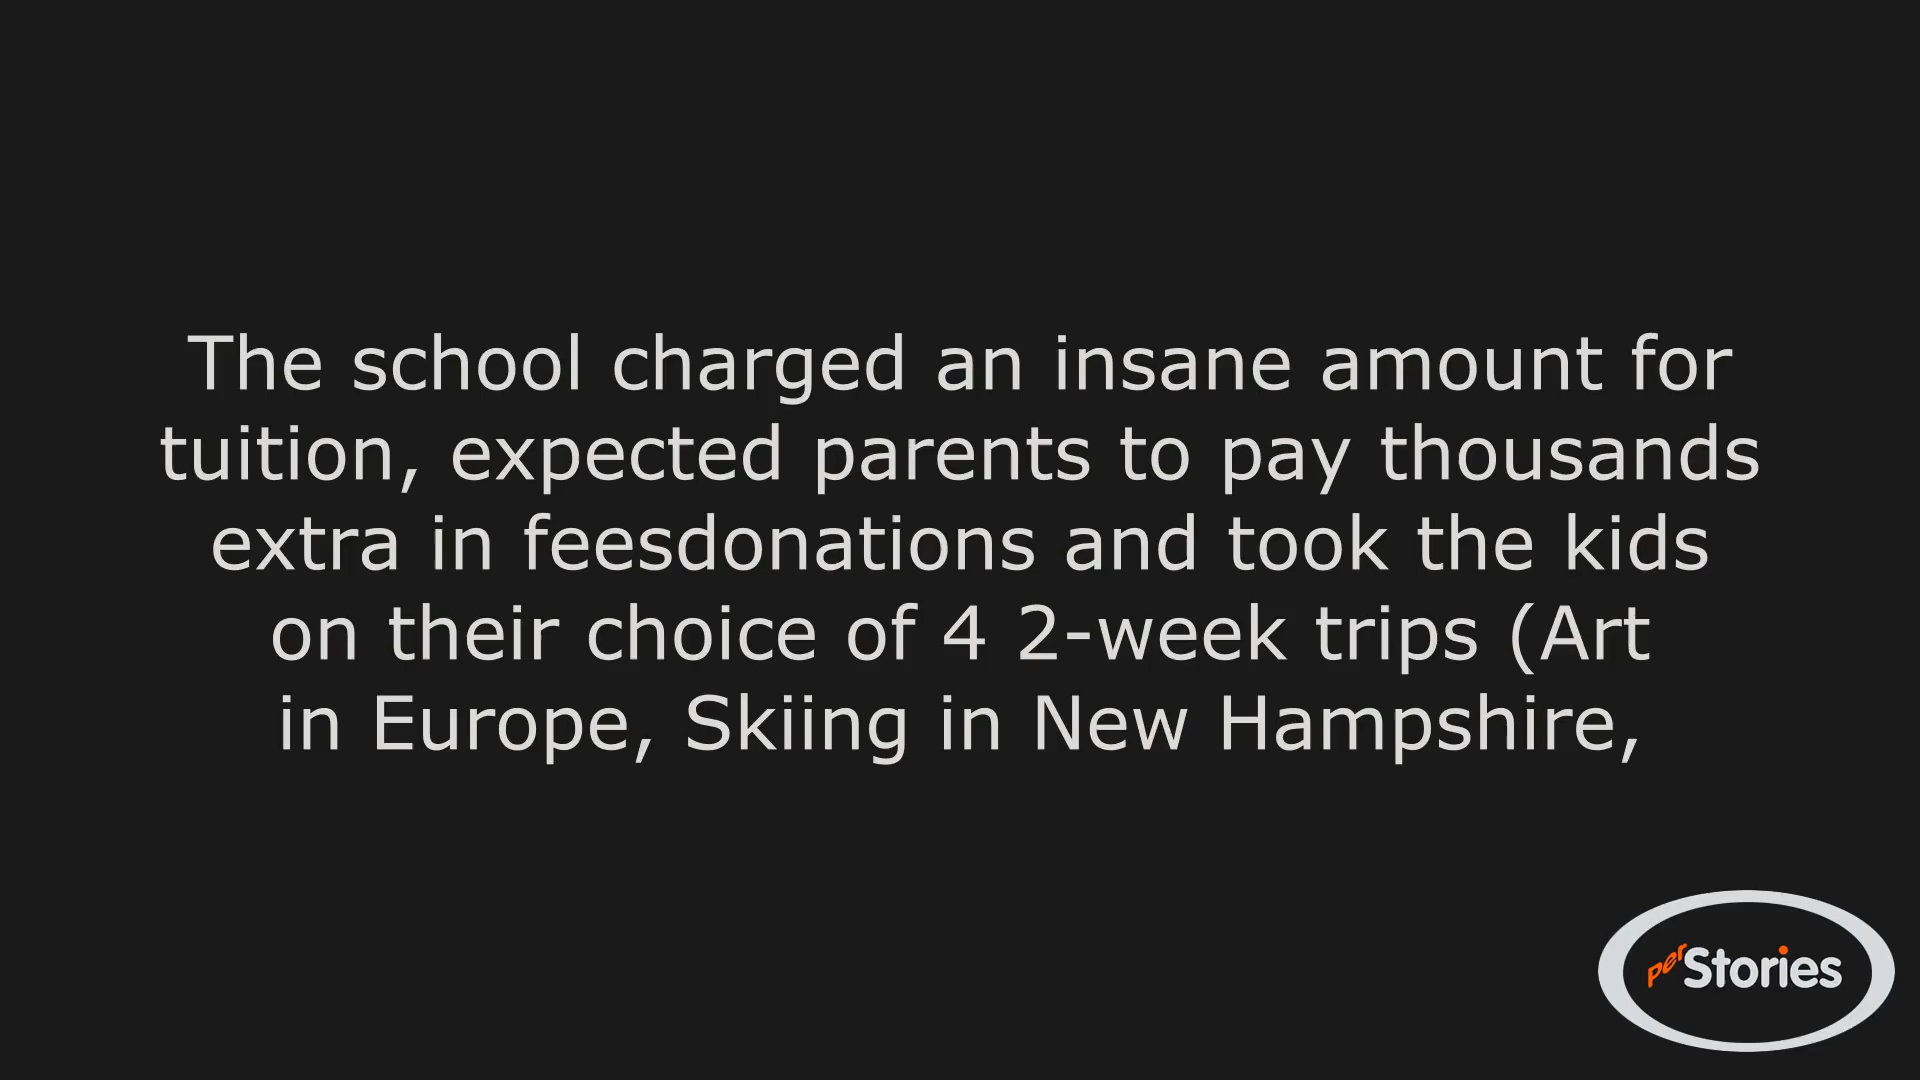 The school charged an insane amount for
tuition, expected parents to pay thousands
extra in feesdonations and took the kids
on their choice of 4 2-week trips (Art
in Europe, Skiing in New Hampshire,
perStories